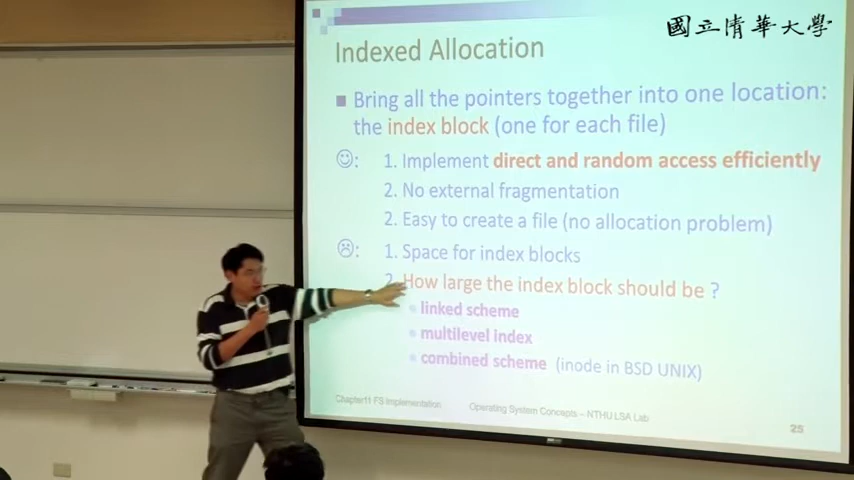 國立清華大學
Indexed Allocation
Bring all the pointers together into one location:
the index block (one for each file)
☺: 1. Implement direct and random access efficiently
2. No external fragmentation
2. Easy to create a file (no allocation problem)
☹: 1. Space for index blocks
2. How large the index block should be ?
linked scheme
multilevel index
combined scheme (inode in BSD UNIX)
Chapter11 FS Implementation
Operating System Concepts – NTHU LSA Lab
25